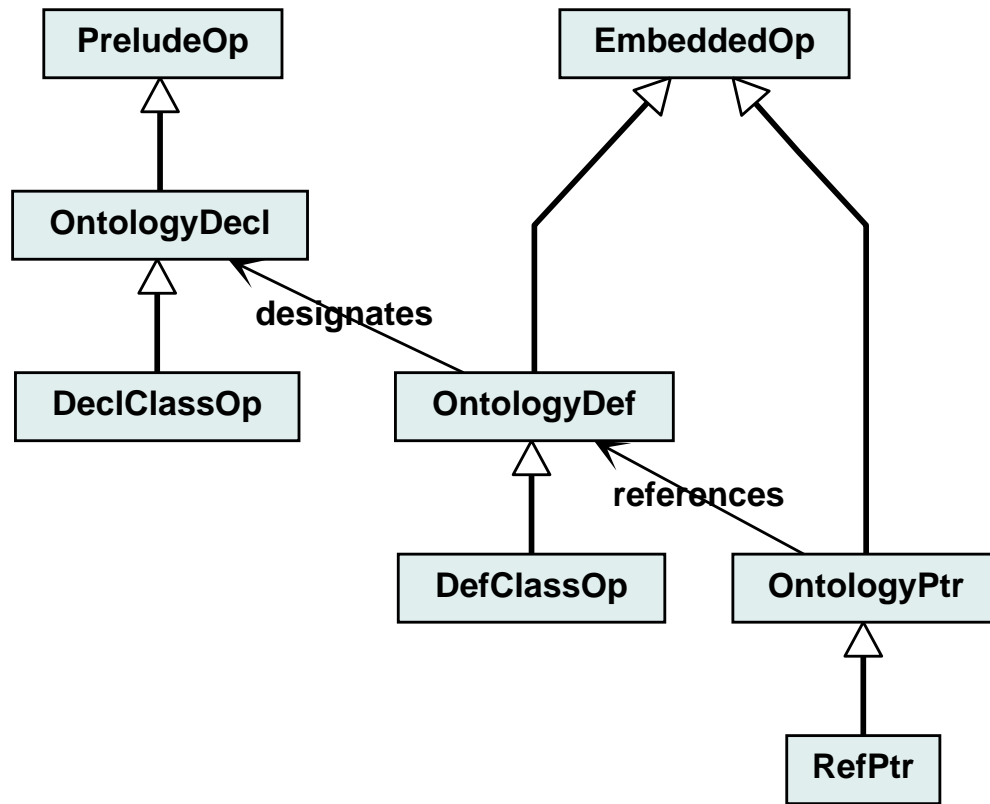 PreludeOp
EmbeddedOp
OntologyDecl
designates
DeclClassOp
OntologyDef
references
DefClassOp
OntologyPtr
RefPtr